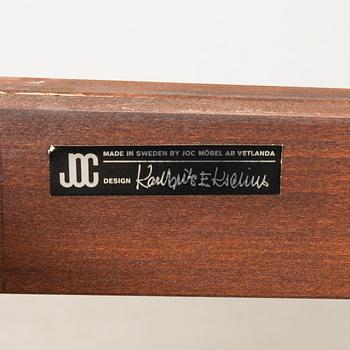 JOC
MADE IN SWEDEN BY JOC MÖBEL AB VETLANDA
DESIGN Karl Erik Ekselius